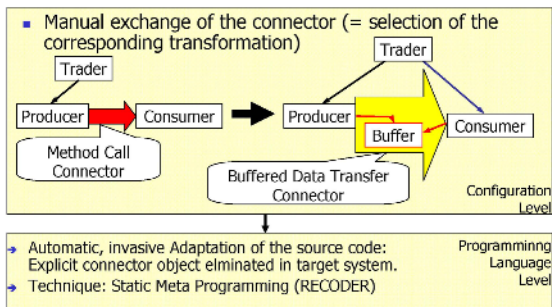 Manual exchange of the connector (= selection of the
corresponding transformation)
Trader
Producer
Consumer
Method Call
Connector
Trader
Producer
Buffer
Consumer
Buffered Data Transfer
Connector
Configuration
Level
Automatic, invasive Adaptation of the source code:
Explicit connector object elminated in target system.
Technique: Static Meta Programming (RECODER)
Programminng
Language
Level